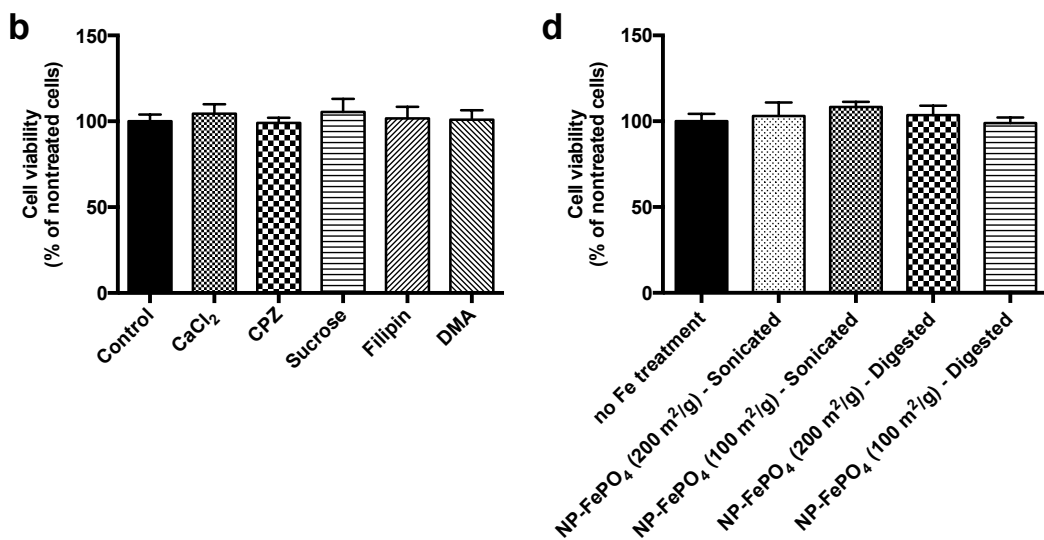 b
Cell viability
(% of nontreated cells)
150
100
50
0
Control
CaCl₂
CPZ
Sucrose
Filipin
DMA
d
Cell viability
(% of nontreated cells)
150
100
50
0
no Fe treatment
NP-FePO₄ (200 m²/g) - Sonicated
NP-FePO₄ (100 m²/g) - Sonicated
NP-FePO₄ (200 m²/g) - Digested
NP-FePO₄ (100 m²/g) - Digested